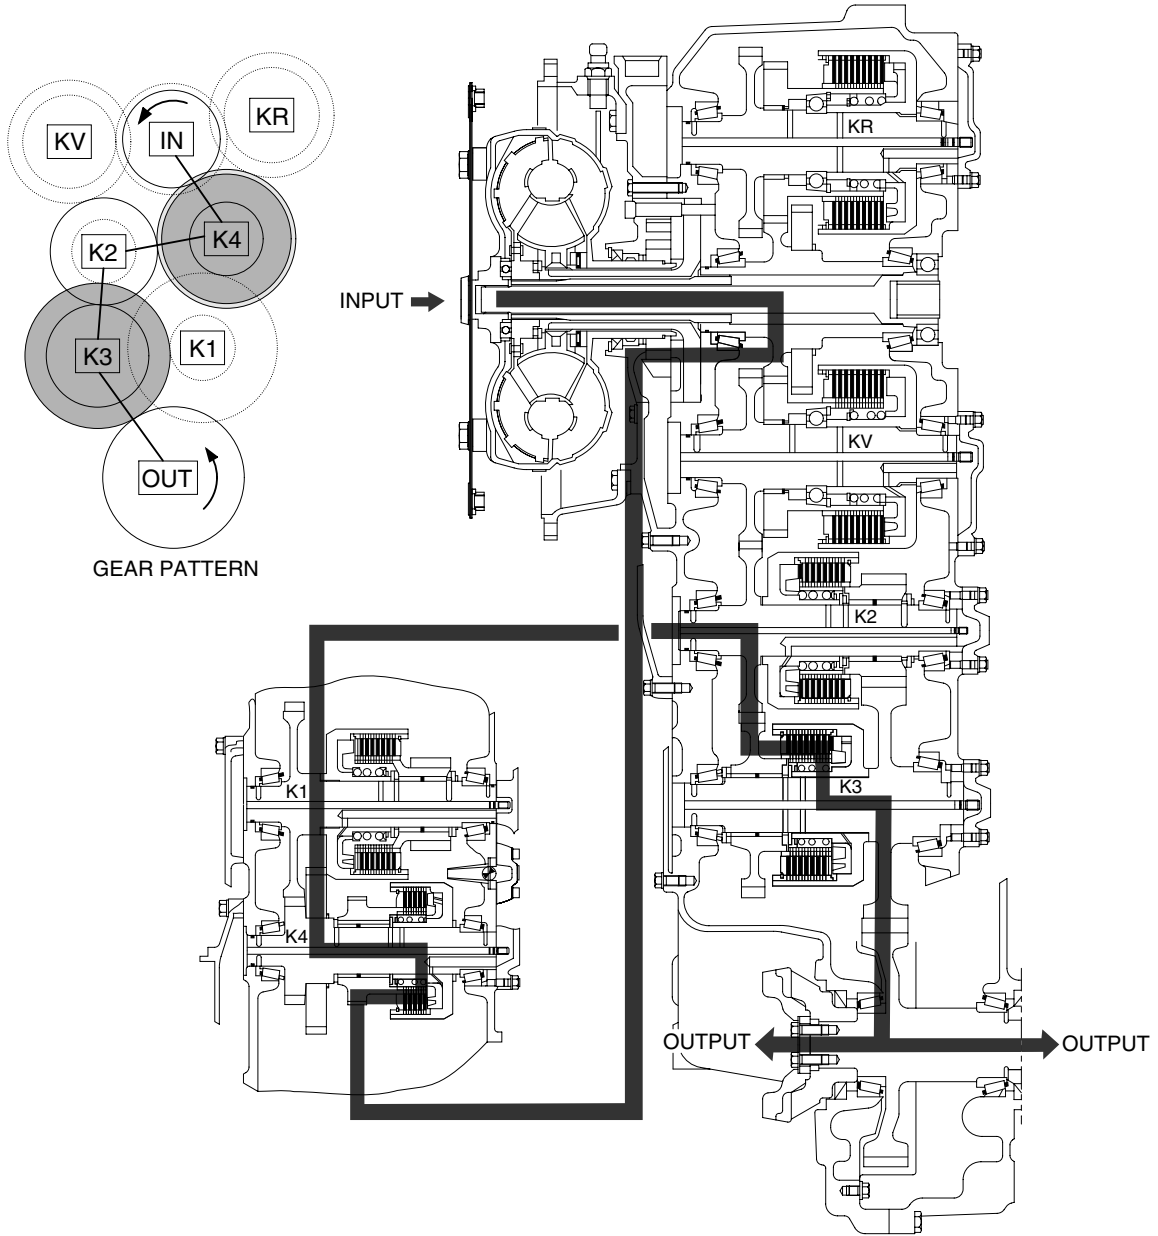 KV
IN
KR
K2
K4
K3
K1
OUT
GEAR PATTERN
INPUT
KR
KV
K2
K3
K1
K4
OUTPUT
OUTPUT